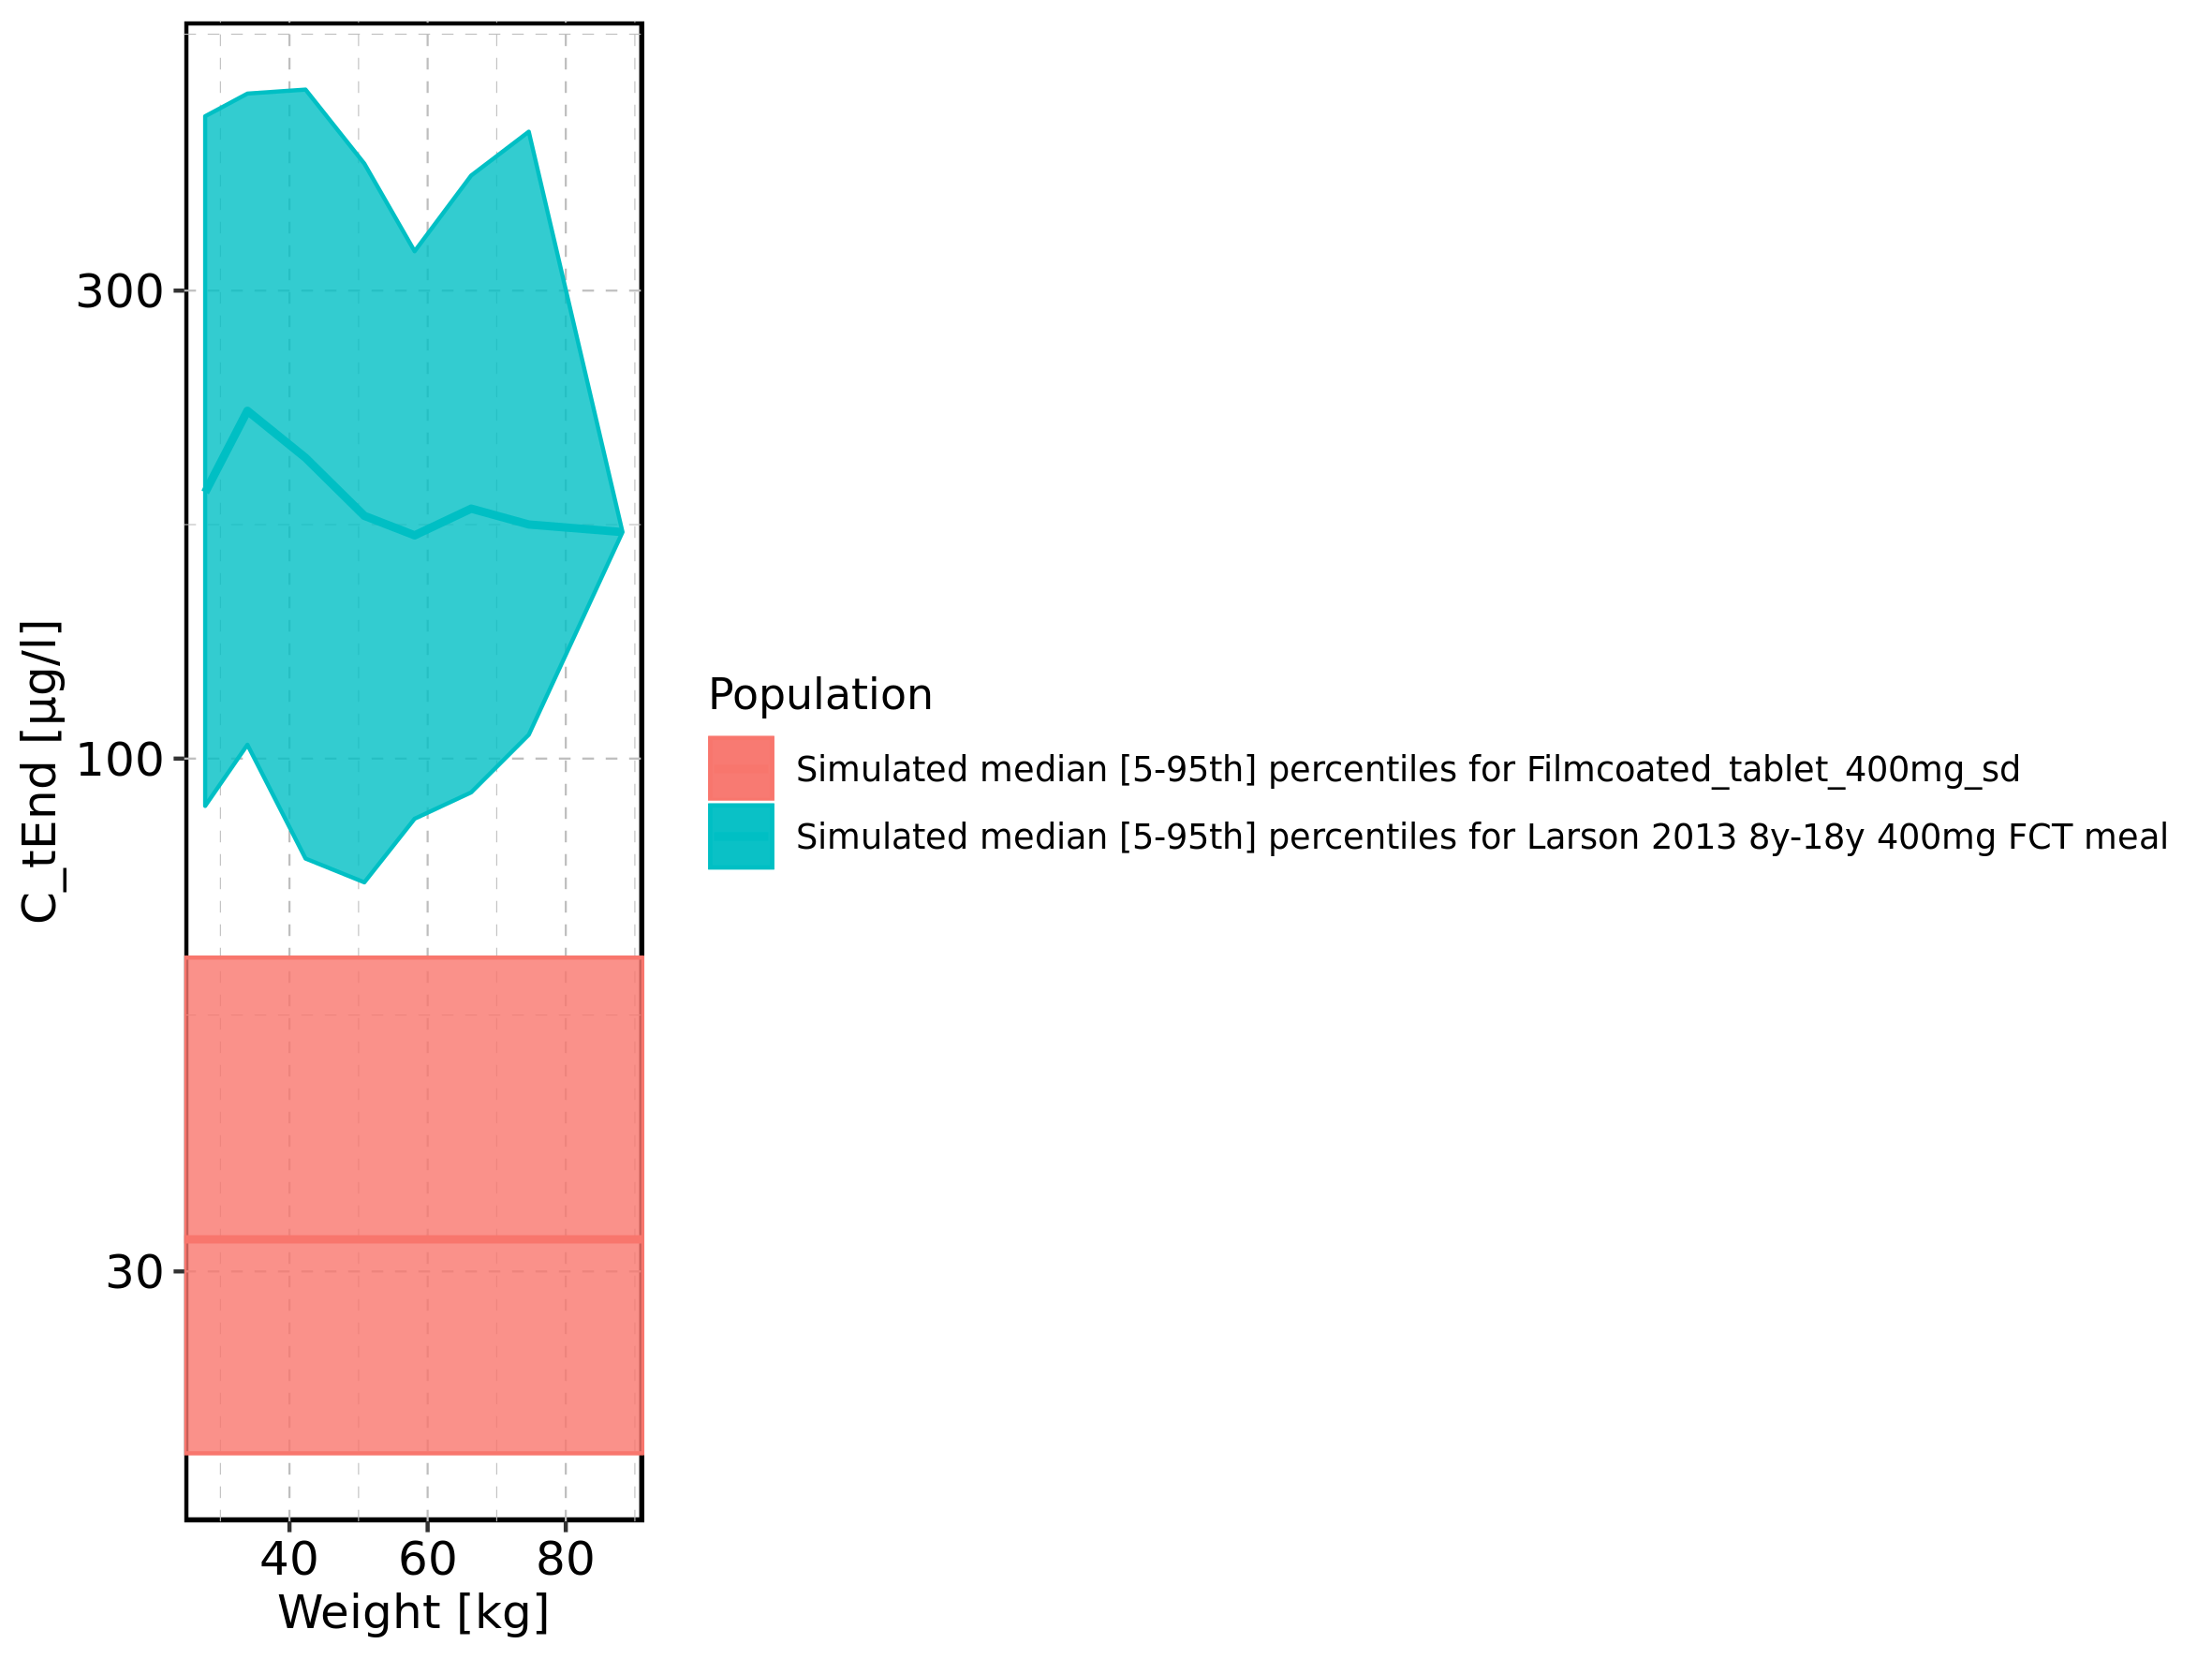 300
100
30
C_tEnd [µg/l]
40 60 80
Weight [kg]
Population
Simulated median [5-95th] percentiles for Filmcoated_tablet_400mg_sd
Simulated median [5-95th] percentiles for Larson 2013 8y-18y 400mg FCT meal